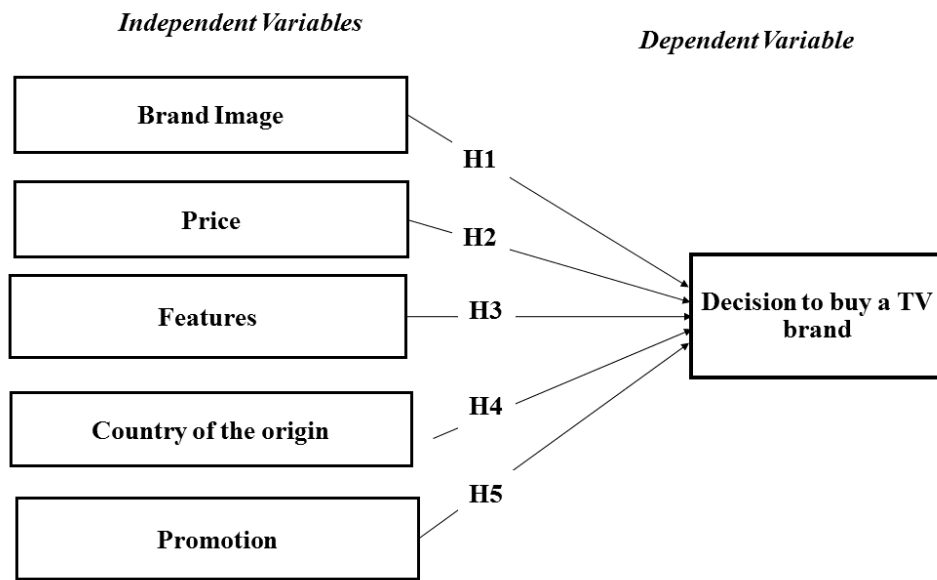 Independent Variables
Dependent Variable
Brand Image
H1
Price
H2
Features
H3
Decision to buy a TV
brand
Country of the origin
H4
Promotion
H5